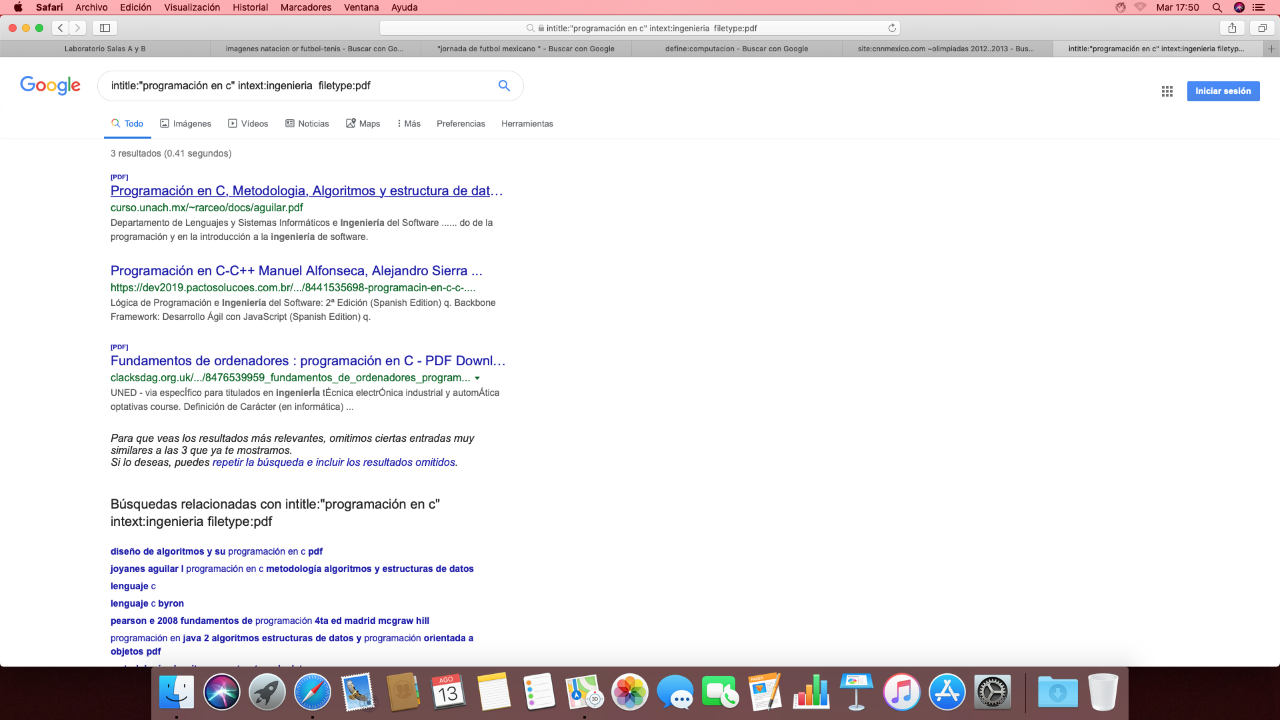 Safari Archivo Edición Visualización Historial Marcadores Ventana Ayuda Mar 17:50
intitle:"programación en c" intext:ingenieria filetype:pdf
Laboratorio Salas A y B
imagenes natacion or futbol-tenis - Buscar con Go...
"jornada de futbol mexicano " - Buscar con Google
define:computacion - Buscar con Google
site:cnnmexico.com ~olimpiadas 2012..2013 - Bus...
intitle:"programación en c" intext:ingenieria filetyp...
Google
intitle:"programación en c" intext:ingenieria filetype:pdf
Iniciar sesión
Todo Imágenes Vídeos Noticias Maps Más Preferencias Herramientas
3 resultados (0.41 segundos)
[PDF]
Programación en C, Metodologia, Algoritmos y estructura de dat...
curso.unach.mx/~rarceo/docs/aguilar.pdf
Departamento de Lenguajes y Sistemas Informáticos e Ingeniería del Software ...... do de la
programación y en la introducción a la ingeniería de software.
Programación en C-C++ Manuel Alfonseca, Alejandro Sierra ...
https://dev2019.pactosolucoes.com.br/.../8441535698-programacin-en-c-c-....
Lógica de Programación e Ingeniería del Software: 2ª Edición (Spanish Edition) q. Backbone
Framework: Desarrollo Ágil con JavaScript (Spanish Edition) q.
[PDF]
Fundamentos de ordenadores : programación en C - PDF Downl...
clacksdag.org.uk/.../8476539959_fundamentos_de_ordenadores_program...
UNED - via especÍfico para titulados en ingenierÍa tÉcnica electrÓnica industrial y automÁtica
optativas course. Definición de Carácter (en informática) ...
Para que veas los resultados más relevantes, omitimos ciertas entradas muy
similares a las 3 que ya te mostramos.
Si lo deseas, puedes repetir la búsqueda e incluir los resultados omitidos.
Búsquedas relacionadas con intitle:"programación en c"
intext:ingenieria filetype:pdf
diseño de algoritmos y su programación en c pdf
joyanes aguilar l programación en c metodología algoritmos y estructuras de datos
lenguaje c
lenguaje c byron
pearson e 2008 fundamentos de programación 4ta ed madrid mcgraw hill
programación en java 2 algoritmos estructuras de datos y programación orientada a
objetos pdf
AGO
13
3D